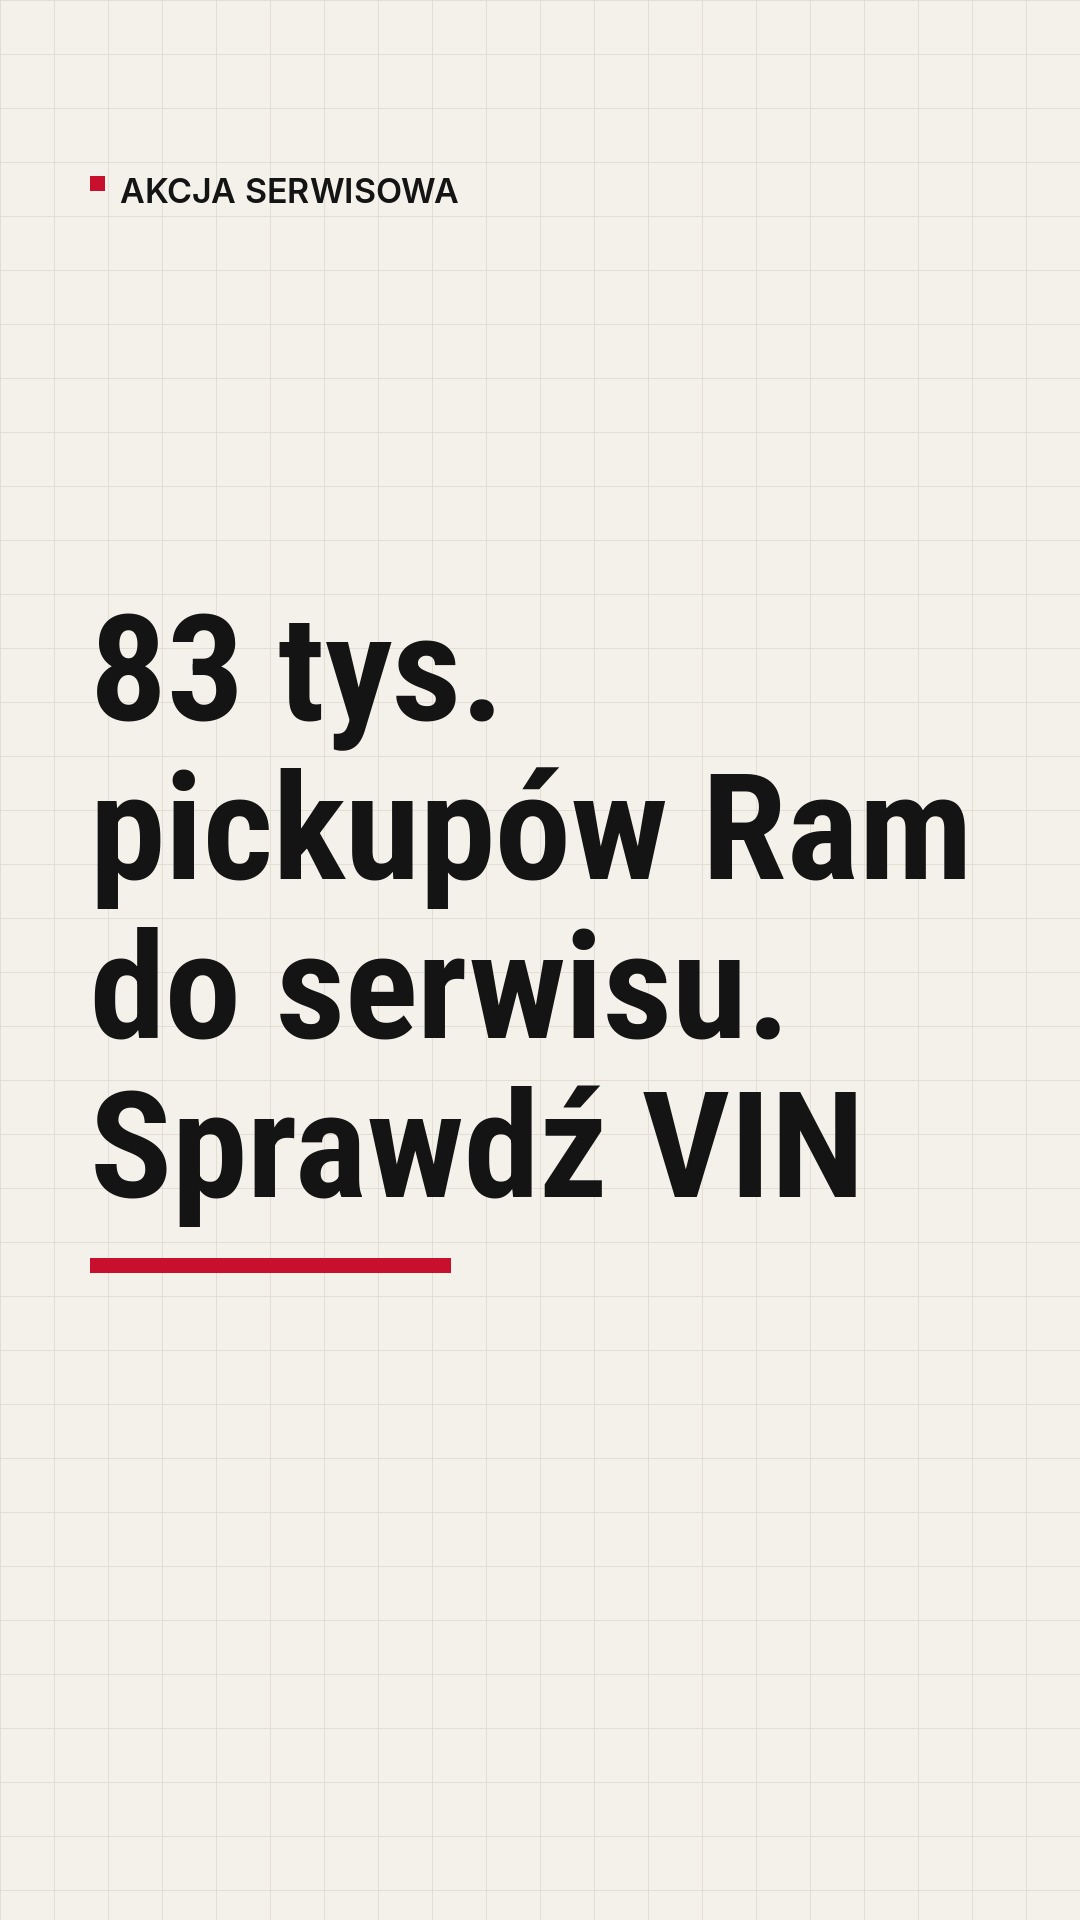 AKCJA SERWISOWA
83 tys.
pickupów Ram
do serwisu.
Sprawdź VIN